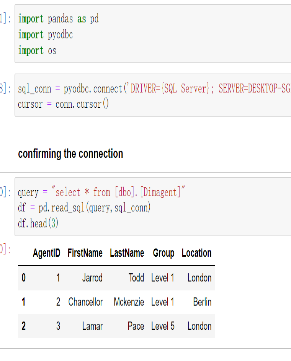 1]:
import pandas as pd
import pyodbc
import os
8]:
sql_conn = pyodbc.connect('DRIVER={SQL Server}; SERVER=DESKTOP-SG
cursor = conn.cursor()
confirming the connection
0]:
query = "select * from [dbo].[Dimagent]"
df = pd.read_sql(query,sql_conn)
df.head(3)
0]:
AgentID FirstName LastName Group Location
0 1 Jarrod Todd Level 1 London
1 2 Chancellor Mckenzie Level 1 Berlin
2 3 Lamar Pace Level 5 London